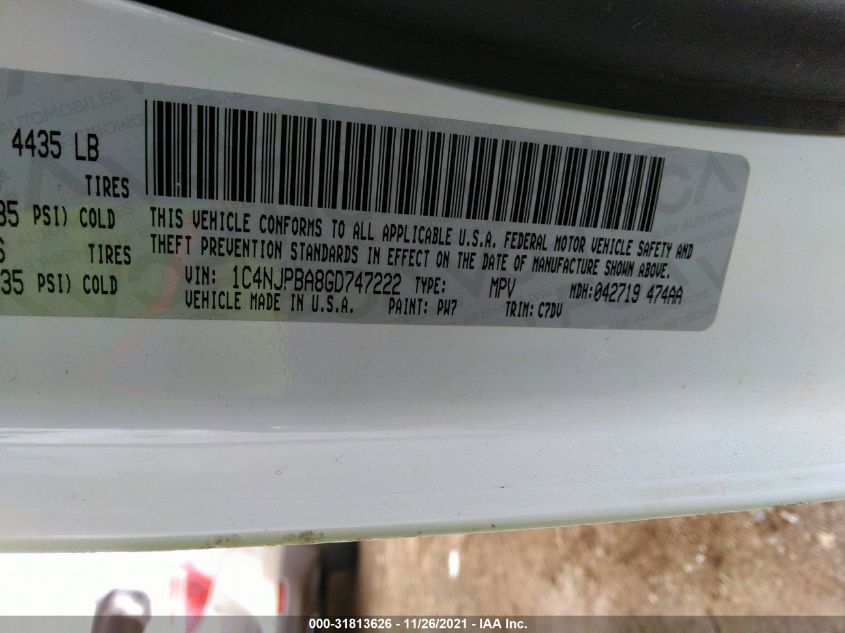 4435 LB
TIRES
35 PSI) COLD
TIRES
35 PSI) COLD
THIS VEHICLE CONFORMS TO ALL APPLICABLE U.S.A. FEDERAL MOTOR VEHICLE SAFETY AND
THEFT PREVENTION STANDARDS IN EFFECT ON THE DATE OF MANUFACTURE SHOWN ABOVE.
VIN: 1C4NJPBA8GD747222 TYPE: MPV MDH:042719 474AA
VEHICLE MADE IN U.S.A. PAINT: PW7 TRIM: C7DV
000-31813626 - 11/26/2021 - IAA Inc.